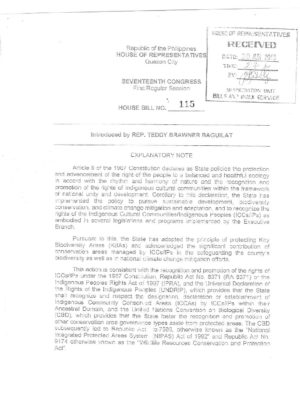 HOUSE OF REPRESENTATIVES
RECEIVED
DATE:
TIME:
BY:
BILLS AND INDEX SERVICE
Republic of the Philippines
HOUSE OF REPRESENTATIVES
Quezon City
SEVENTEENTH CONGRESS
First Regular Session
HOUSE BILL NO. 115
Introduced by REP. TEDDY BRAWNER BAGUILAT
EXPLANATORY NOTE
Article II of the 1987 Constitution declares as State policies the protection
and advancement of the right of the people to a balanced and healthful ecology
in accord with the rhythm and harmony of nature and the recognition and
promotion of the rights of indigenous cultural communities within the framework
of national unity and development. Corollary to this declaration, the State has
implemented the policy to pursue sustainable development, biodiversity
conservation, and climate change mitigation and adaptation, and to recognize the
rights of the Indigenous Cultural Communities/Indigenous Peoples (ICCs/IPs) as
embodied in several legislations and programs implemented by the Executive
Branch.
Pursuant to this, the State has adopted the principle of protecting Key
Biodiversity Areas (KBAs) and acknowledged the significant contribution of
conservation areas managed by ICCs/IPs in the safeguarding the country's
biodiversity as well as in national climate change mitigation efforts.
This action is consistent with the recognition and promotion of the rights of
ICCs/IPs under the 1987 Constitution, Republic Act No. 8371 (RA 8371) or the
Indigenous Peoples Rights Act of 1997 (IPRA), and the Universal Declaration of
the Rights of the Indigenous Peoples (UNDRIP), which provides that the State
shall recognize and respect the designation, declaration or establishment of
Indigenous Community Conserved Areas (ICCAs) by ICCs/IPs within their
Ancestral Domain, and the United Nations Convention on Biological Diversity
(CBD), which provides that the State foster the recognition and promotion of
other conservation area governance types aside from protected areas. The CBD
subsequently led to Republic Act 7586, otherwise known as the "National
Integrated Protected Areas System (NIPAS) Act of 1992" and Republic Act No.
9174 otherwise known as the "Wildlife Resources Conservation and Protection
Act".